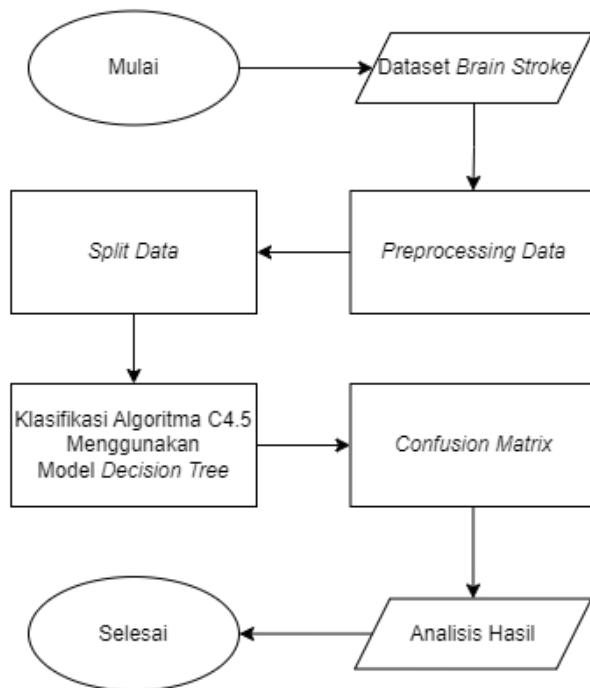 Mulai
Dataset Brain Stroke
Preprocessing Data
Split Data
Klasifikasi Algoritma C4.5
Menggunakan
Model Decision Tree
Confusion Matrix
Analisis Hasil
Selesai